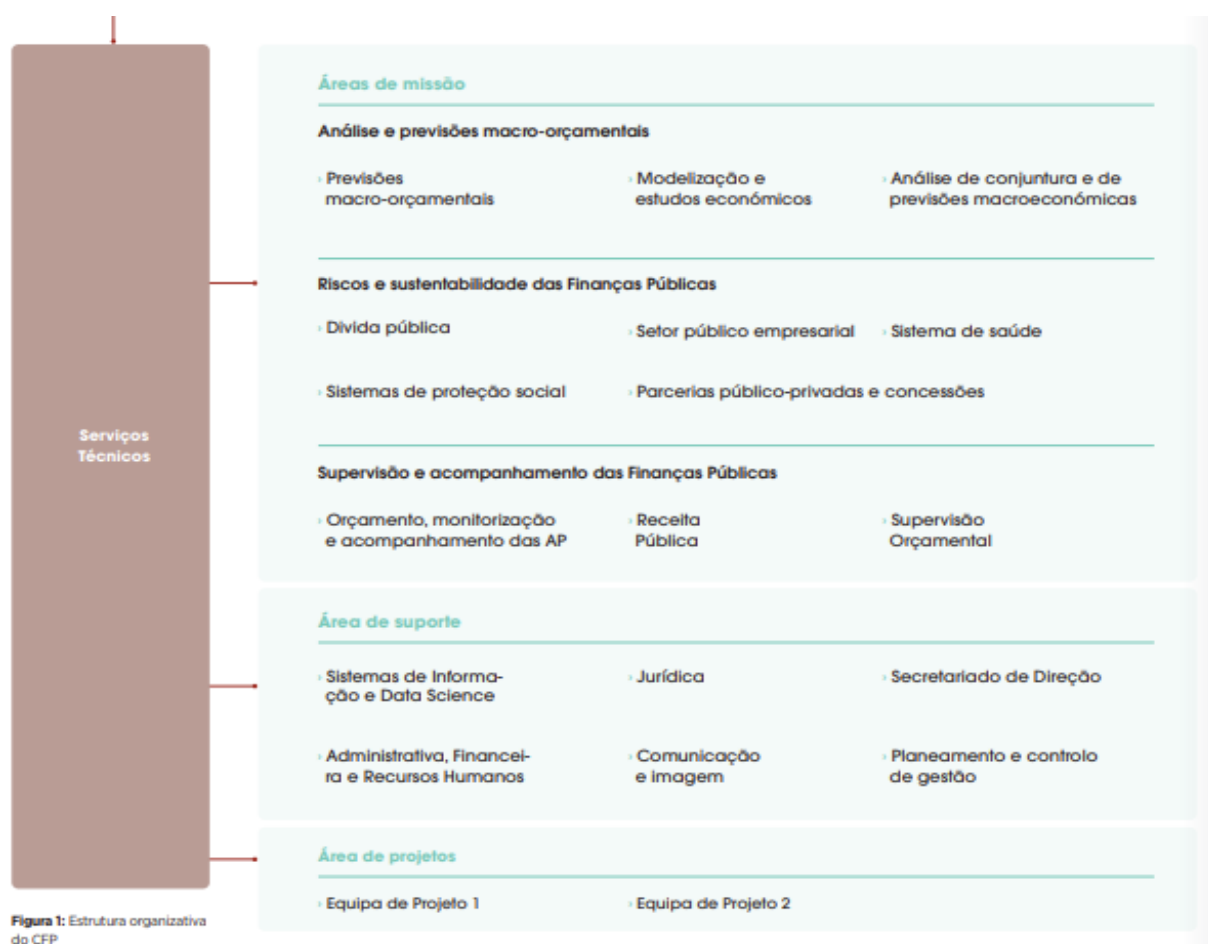 Áreas de missão
Análise e previsões macro-orçamentais
› Previsões
macro-orçamentais
› Modelização e
estudos económicos
› Análise de conjuntura e de
previsões macroeconómicas
Riscos e sustentabilidade das Finanças Públicas
› Divida pública
› Setor público empresarial
› Sistema de saúde
› Sistemas de proteção social
› Parcerias público-privadas e concessões
Serviços
Técnicos
Supervisão e acompanhamento das Finanças Públicas
› Orçamento, monitorização
e acompanhamento das AP
› Receita
Pública
› Supervisão
Orçamental
Área de suporte
› Sistemas de Informa-
ção e Data Science
› Jurídica
› Secretariado de Direção
› Administrativa, Financei-
ra e Recursos Humanos
› Comunicação
e imagem
› Planeamento e controlo
de gestão
Área de projetos
› Equipa de Projeto 1
› Equipa de Projeto 2
Figura 1: Estrutura organizativa
do CFP